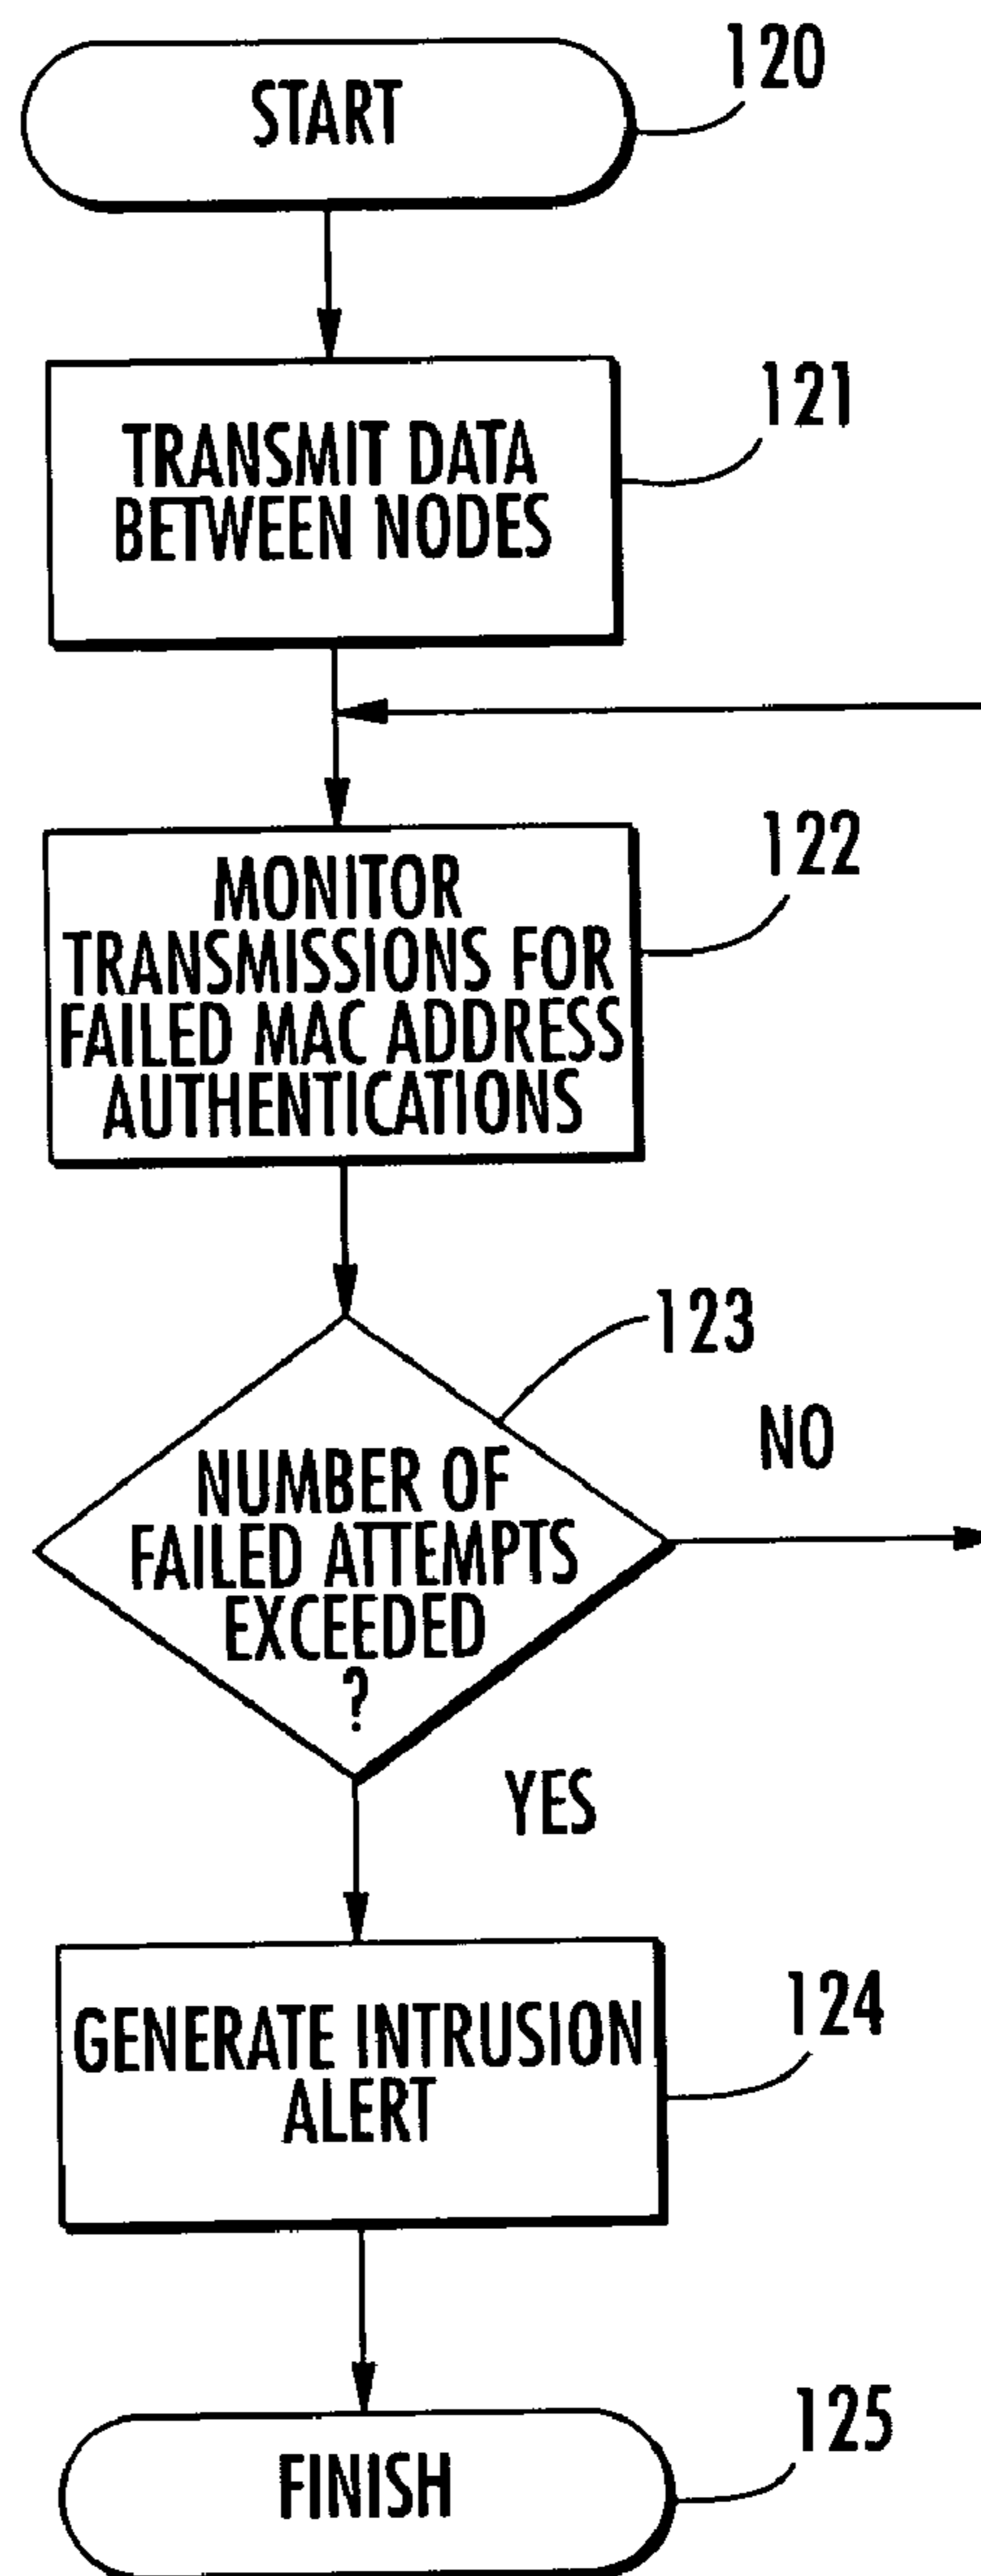 120
START
121
TRANSMIT DATA
BETWEEN NODES
122
MONITOR
TRANSMISSIONS FOR
FAILED MAC ADDRESS
AUTHENTICATIONS
123
NO
NUMBER OF
FAILED ATTEMPTS
EXCEEDED
?
YES
124
GENERATE INTRUSION
ALERT
125
FINISH